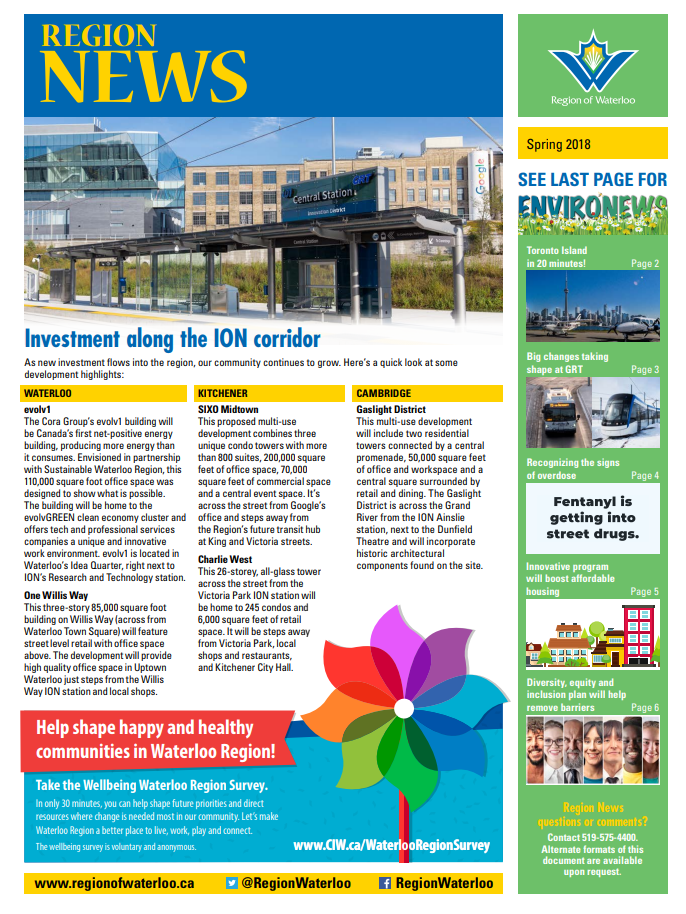 REGION
NEWS
Region of Waterloo
Spring 2018
SEE LAST PAGE FOR
ENVIRONEWS
Central Station
GRT
Innovation District
Central Station
Google
Investment along the ION corridor
As new investment flows into the region, our community continues to grow. Here's a quick look at some
development highlights:
WATERLOO
evolv1
The Cora Group's evolv1 building will
be Canada's first net-positive energy
building, producing more energy than
it consumes. Envisioned in partnership
with Sustainable Waterloo Region, this
110,000 square foot office space was
designed to show what is possible.
The building will be home to the
evolvGREEN clean economy cluster and
offers tech and professional services
companies a unique and innovative
work environment. evolv1 is located in
Waterloo's Idea Quarter, right next to
ION's Research and Technology station.
One Willis Way
This three-story 85,000 square foot
building on Willis Way (across from
Waterloo Town Square) will feature
street level retail with office space
above. The development will provide
high quality office space in Uptown
Waterloo just steps from the Willis
Way ION station and local shops.
KITCHENER
SIXO Midtown
This proposed multi-use
development combines three
unique condo towers with more
than 800 suites, 200,000 square
feet of office space, 70,000
square feet of commercial space
and a central event space. It's
across the street from Google's
office and steps away from
the Region's future transit hub
at King and Victoria streets.
Charlie West
This 26-storey, all-glass tower
across the street from the
Victoria Park ION station will
be home to 245 condos and
6,000 square feet of retail
space. It will be steps away
from Victoria Park, local
shops and restaurants,
and Kitchener City Hall.
CAMBRIDGE
Gaslight District
This multi-use development
will include two residential
towers connected by a central
promenade, 50,000 square feet
of office and workspace and a
central square surrounded by
retail and dining. The Gaslight
District is across the Grand
River from the ION Ainslie
station, next to the Dunfield
Theatre and will incorporate
historic architectural
components found on the site.
Help shape happy and healthy
communities in Waterloo Region!
Take the Wellbeing Waterloo Region Survey.
In only 30 minutes, you can help shape future priorities and direct
resources where change is needed most in our community. Let's make
Waterloo Region a better place to live, work, play and connect.
The wellbeing survey is voluntary and anonymous.
www.CIW.ca/WaterlooRegionSurvey
www.regionofwaterloo.ca
@RegionWaterloo
RegionWaterloo
Toronto Island
in 20 minutes! Page 2
Big changes taking
shape at GRT Page 3
Recognizing the signs
of overdose Page 4
Fentanyl is
getting into
street drugs.
Innovative program
will boost affordable
housing Page 5
Diversity, equity and
inclusion plan will help
remove barriers Page 6
Region News
questions or comments?
Contact 519-575-4400.
Alternate formats of this
document are available
upon request.